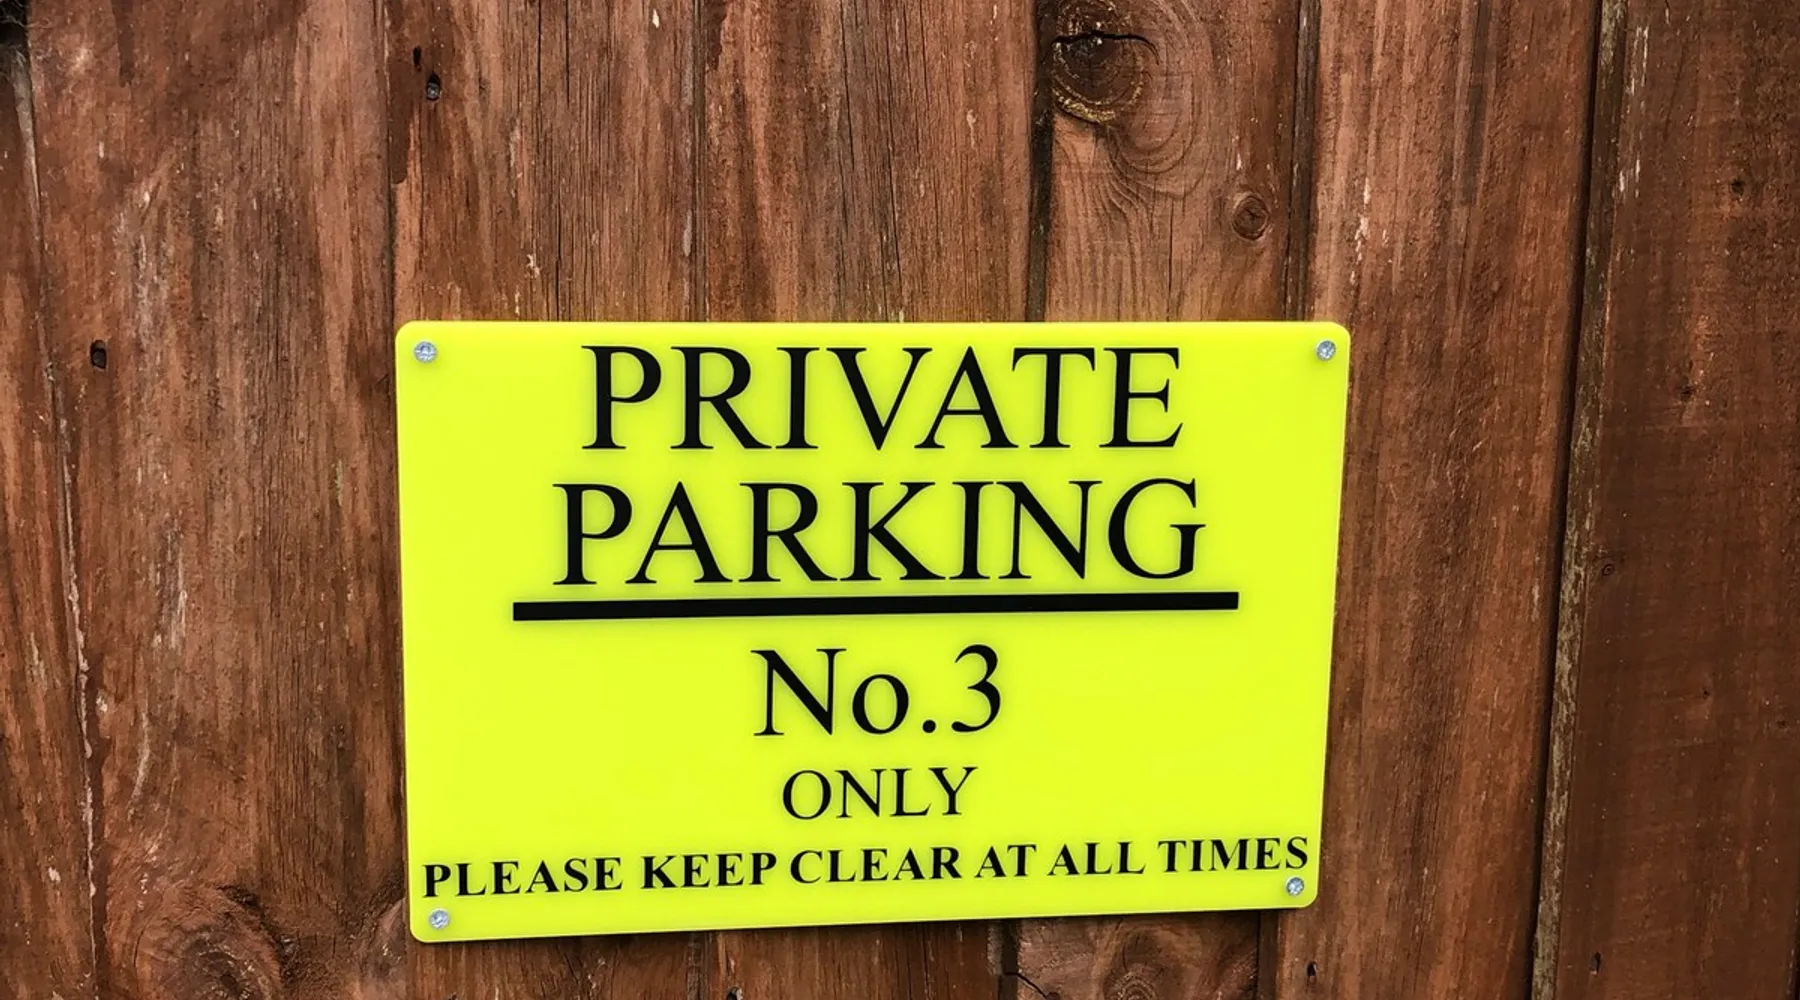 PRIVATE
PARKING
No.3
ONLY
PLEASE KEEP CLEAR AT ALL TIMES